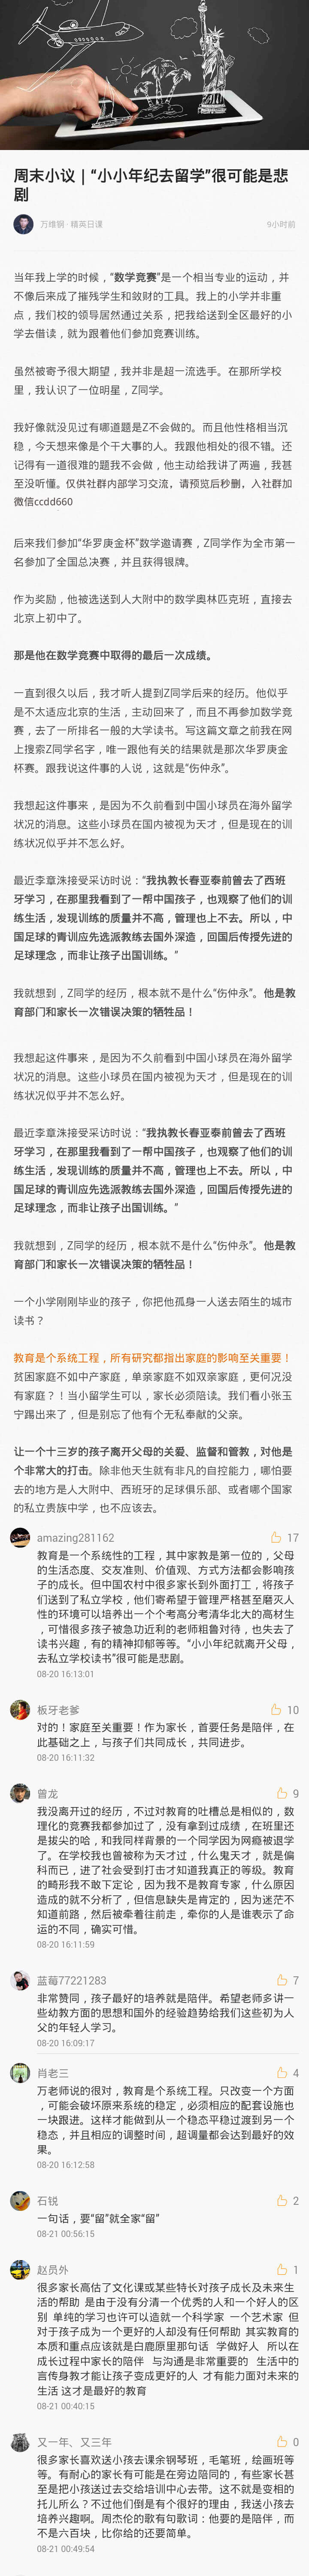 周末小议｜“小小年纪去留学”很可能是悲
剧
万维钢 · 精英日课
9小时前
当年我上学的时候，“数学竞赛”是一个相当专业的运动，并
不像后来成了摧残学生和敛财的工具。我上的小学并非重
点，我们校的领导居然通过关系，把我给送到全区最好的小
学去借读，就为跟着他们参加竞赛训练。
虽然被寄予很大期望，我并非是超一流选手。在那所学校
里，我认识了一位明星，Z同学。
我好像就没见过有哪道题是Z不会做的。而且他性格相当沉
稳，今天想来像是个干大事的人。我跟他相处的很不错。还
记得有一道很难的题我不会做，他主动给我讲了两遍，我甚
至没听懂。仅供社群内部学习交流，请预览后秒删，入社群加
微信ccdd660
后来我们参加“华罗庚金杯”数学邀请赛，Z同学作为全市第一
名参加了全国总决赛，并且获得银牌。
作为奖励，他被选送到人大附中的数学奥林匹克班，直接去
北京上初中了。
那是他在数学竞赛中取得的最后一次成绩。
一直到很久以后，我才听人提到Z同学后来的经历。他似乎
是不太适应北京的生活，主动回来了，而且不再参加数学竞
赛，去了一所排名一般的大学读书。写这篇文章之前我在网
上搜索Z同学名字，唯一跟他有关的结果就是那次华罗庚金
杯赛。跟我说这件事的人说，这就是“伤仲永”。
我想起这件事来，是因为不久前看到中国小球员在海外留学
状况的消息。这些小球员在国内被视为天才，但是现在的训
练状况似乎并不怎么好。
最近李章洙接受采访时说：“我执教长春亚泰前曾去了西班
牙学习，在那里我看到了一帮中国孩子，也观察了他们的训
练生活，发现训练的质量并不高，管理也上不去。所以，中
国足球的青训应先选派教练去国外深造，回国后传授先进的
足球理念，而非让孩子出国训练。”
我就想到，Z同学的经历，根本就不是什么“伤仲永”。他是教
育部门和家长一次错误决策的牺牲品！
我想起这件事来，是因为不久前看到中国小球员在海外留学
状况的消息。这些小球员在国内被视为天才，但是现在的训
练状况似乎并不怎么好。
最近李章洙接受采访时说：“我执教长春亚泰前曾去了西班
牙学习，在那里我看到了一帮中国孩子，也观察了他们的训
练生活，发现训练的质量并不高，管理也上不去。所以，中
国足球的青训应先选派教练去国外深造，回国后传授先进的
足球理念，而非让孩子出国训练。”
我就想到，Z同学的经历，根本就不是什么“伤仲永”。他是教
育部门和家长一次错误决策的牺牲品！
一个小学刚刚毕业的孩子，你把他孤身一人送去陌生的城市
读书？
教育是个系统工程，所有研究都指出家庭的影响至关重要！
贫困家庭不如中产家庭，单亲家庭不如双亲家庭，更何况没
有家庭？！当小留学生可以，家长必须陪读。我们看小张玉
宁踢出来了，但是别忘了他有个无私奉献的父亲。
让一个十三岁的孩子离开父母的关爱、监督和管教，对他是
个非常大的打击。除非他天生就有非凡的自控能力，哪怕要
去的地方是人大附中、西班牙的足球俱乐部、或者哪个国家
的私立贵族中学，也不应该去。
amazing281162
17
教育是一个系统性的工程，其中家教是第一位的，父母
的生活态度、交友准则、价值观、方式方法都会影响孩
子的成长。但中国农村中很多家长到外面打工，将孩子
们送到了私立学校，他们寄希望于管理严格甚至磨灭人
性的环境可以培养出一个个考高分考清华北大的高材生
，可惜很多孩子被急功近利的老师粗鲁对待，也失去了
读书兴趣，有的精神抑郁等等。“小小年纪就离开父母，
去私立学校读书”很可能是悲剧。
08-20 16:13:01
板牙老爹
10
对的！家庭至关重要！作为家长，首要任务是陪伴，在
此基础之上，与孩子们共同成长，共同进步。
08-20 16:11:32
曾龙
9
我没离开过的经历，不过对教育的吐槽总是相似的，数
理化的竞赛我都参加过了，没有拿到过成绩，在班里还
是拔尖的哈，和我同样背景的一个同学因为网瘾被退学
了。在学校我也曾被称为天才过，什么鬼天才，就是偏
科而已，进了社会受到打击才知道我真正的等级。教育
的畸形我不敢下定论，因为我不是教育专家，什么原因
造成的就不分析了，但信息缺失是肯定的，因为迷茫不
知道前路，然后被牵着往前走，牵你的人是谁表示了命
运的不同，确实可惜。
08-20 16:11:59
蓝莓77221283
7
非常赞同，孩子最好的培养就是陪伴。希望老师多讲一
些幼教方面的思想和国外的经验趋势给我们这些初为人
父的年轻人学习。
08-20 16:09:17
肖老三
4
万老师说的很对，教育是个系统工程。只改变一个方面
，可能会破坏原来系统的稳定，必须相应的配套设施也
一块跟进。这样才能做到从一个稳态平稳过渡到另一个
稳态，并且相应的调整时间，超调量都会达到最好的效
果。
08-20 16:12:58
石锐
2
一句话，要“留”就全家“留”
08-21 00:56:15
赵员外
1
很多家长高估了文化课或某些特长对孩子成长及未来生
活的帮助  是由于没有分清一个优秀的人和一个好人的区
别  单纯的学习也许可以造就一个科学家  一个艺术家  但
对于孩子成为一个更好的人却没有任何帮助  其实教育的
本质和重点应该就是白鹿原里那句话  学做好人  所以在
成长过程中家长的陪伴  与沟通是非常重要的  生活中的
言传身教才能让孩子变成更好的人  才有能力面对未来的
生活 这才是最好的教育
08-21 00:40:15
又一年、又三年
0
很多家长喜欢送小孩去课余钢琴班，毛笔班，绘画班等
等。有耐心的家长有可能是在旁边陪同的，有些家长甚
至是把小孩送过去交给培训中心去带。这不就是变相的
托儿所么？不过他们倒是有个很好的理由，我送小孩去
培养兴趣啊。周杰伦的歌有句歌词：他要的是陪伴，而
不是六百块，比你给的还要简单。
08-21 00:49:54